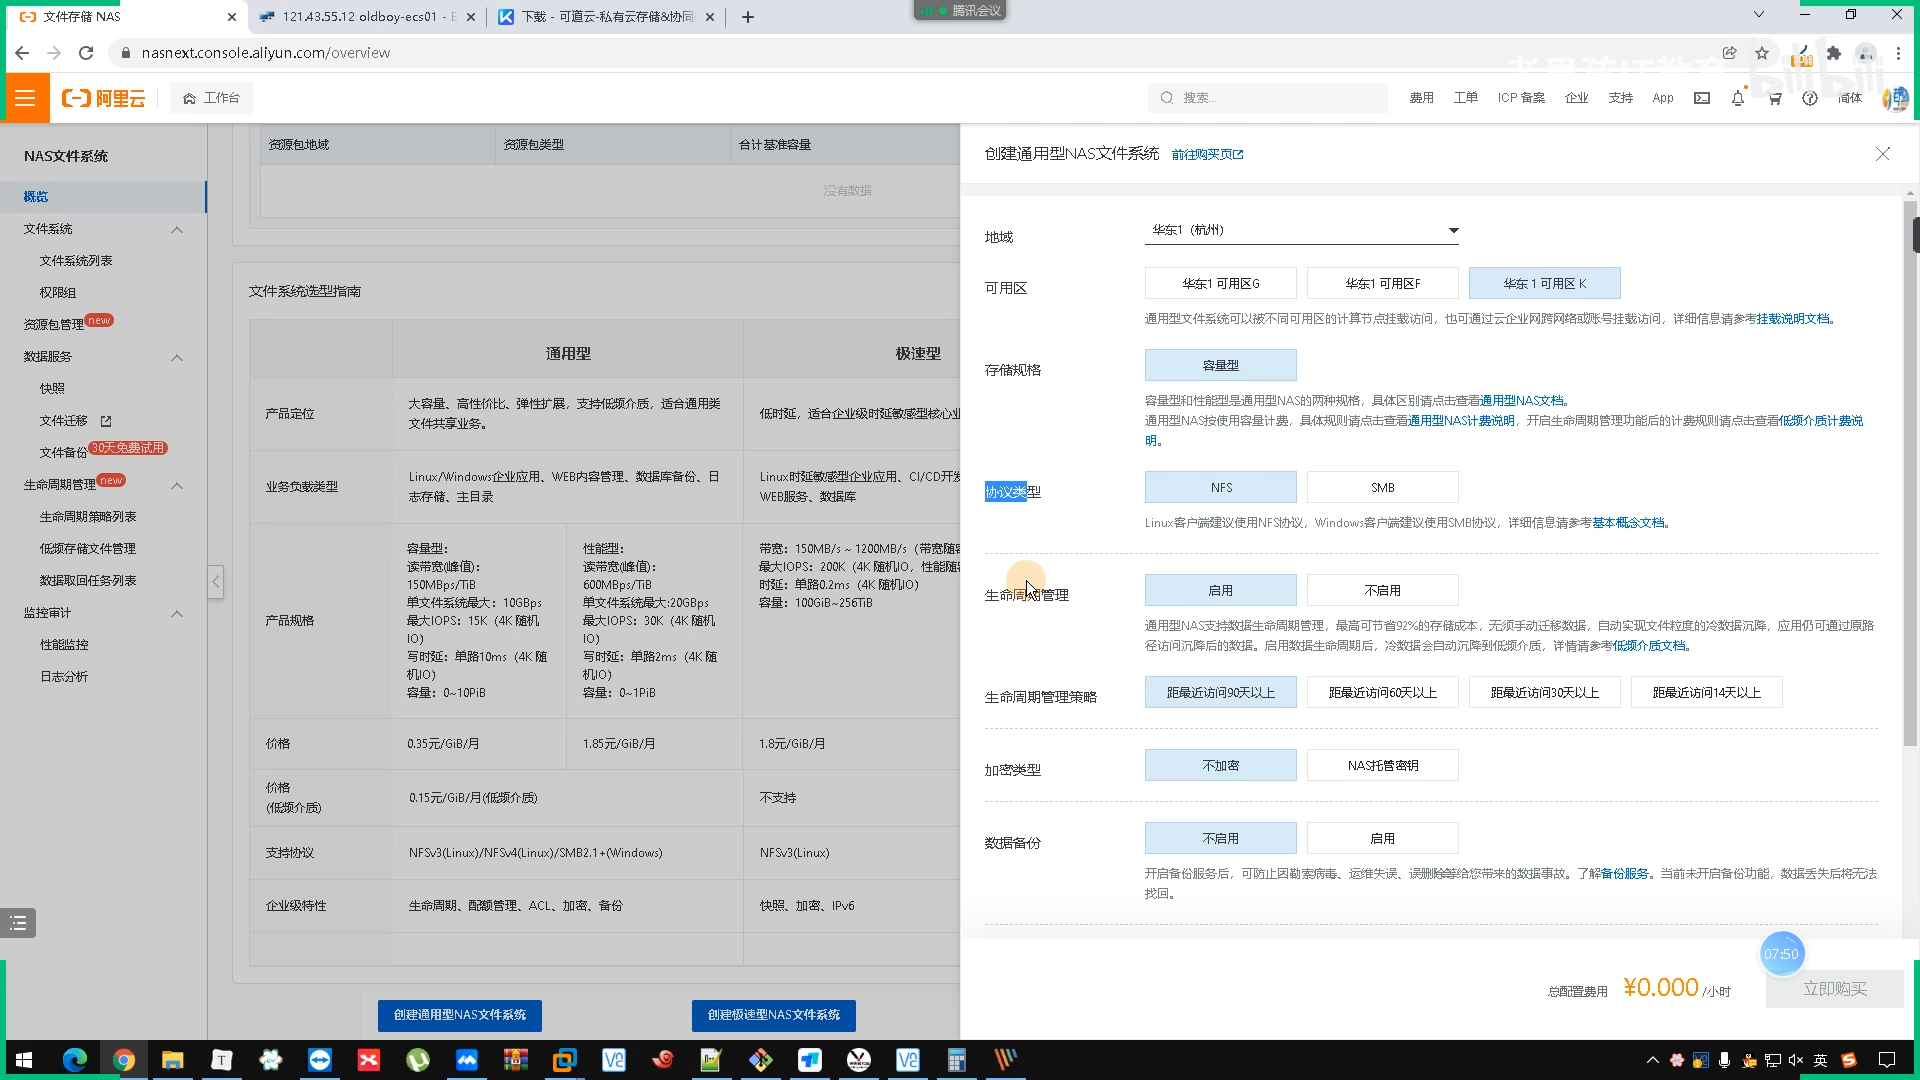 文件存储 NAS
121.43.55.12 oldboy-ecs01 - E
下载 - 可道云-私有云存储&协同
腾讯会议
nasnext.console.aliyun.com/overview
阿里云
工作台
搜索...
费用
工单
ICP 备案
企业
支持
App
简体
NAS文件系统
概览
文件系统
文件系统列表
权限组
资源包管理
new
数据服务
快照
文件迁移
文件备份
30天免费试用
生命周期管理
new
生命周期策略列表
低频存储文件管理
数据取回任务列表
监控审计
性能监控
日志分析
资源包地域
资源包类型
合计基准容量
没有数据
文件系统选型指南
通用型
极速型
产品定位
大容量、高性价比、弹性扩展，支持低频介质，适合通用类
文件共享业务。
低时延，适合企业级时延敏感型核心业
业务负载类型
Linux/Windows企业应用、WEB内容管理、数据库备份、日
志存储、主目录
Linux时延敏感型企业应用、CI/CD开发
WEB服务、数据库
产品规格
容量型：
读带宽(峰值)：
150MBps/TiB
单文件系统最大：10GBps
最大IOPS：15K（4K 随机
IO）
写时延：单路10ms（4K 随
机IO）
容量：0~10PiB
性能型：
读带宽(峰值)：
600MBps/TiB
单文件系统最大:20GBps
最大IOPS：30K（4K 随机
IO）
写时延：单路2ms（4K 随
机IO）
容量：0~1PiB
带宽：150MB/s ~ 1200MB/s（带宽随容
最大IOPS：200K（4K 随机IO，性能随容
时延：单路0.2ms（4K 随机IO）
容量：100GiB~256TiB
价格
0.35元/GiB/月
1.85元/GiB/月
1.8元/GiB/月
价格
(低频介质)
0.15元/GiB/月(低频介质)
不支持
支持协议
NFSv3(Linux)/NFSv4(Linux)/SMB2.1+(Windows)
NFSv3(Linux)
企业级特性
生命周期、配额管理、ACL、加密、备份
快照、加密、IPv6
创建通用型NAS文件系统
创建极速型NAS文件系统
创建通用型NAS文件系统
前往购买页
地域
华东1（杭州）
可用区
华东1 可用区G
华东1 可用区F
华东 1 可用区 K
通用型文件系统可以被不同可用区的计算节点挂载访问，也可通过云企业网跨网络或账号挂载访问，详细信息请参考挂载说明文档。
存储规格
容量型
容量型和性能型是通用型NAS的两种规格，具体区别请点击查看通用型NAS文档。
通用型NAS按使用容量计费，具体规则请点击查看通用型NAS计费说明，开启生命周期管理功能后的计费规则请点击查看低频介质计费说
明。
协议类型
NFS
SMB
Linux客户端建议使用NFS协议，Windows客户端建议使用SMB协议，详细信息请参考基本概念文档。
生命周期管理
启用
不启用
通用型NAS支持数据生命周期管理，最高可节省92%的存储成本，无须手动迁移数据，自动实现文件粒度的冷数据沉降，应用仍可通过原路
径访问沉降后的数据。启用数据生命周期后，冷数据会自动沉降到低频介质，详情请参考低频介质文档。
生命周期管理策略
距最近访问90天以上
距最近访问60天以上
距最近访问30天以上
距最近访问14天以上
加密类型
不加密
NAS托管密钥
数据备份
不启用
启用
开启备份服务后，可防止因勒索病毒、运维失误、误删除等给您带来的数据事故。了解备份服务。当前未开启备份功能，数据丢失后将无法
找回。
07:50
总配置费用
¥0.000 /小时
立即购买
英